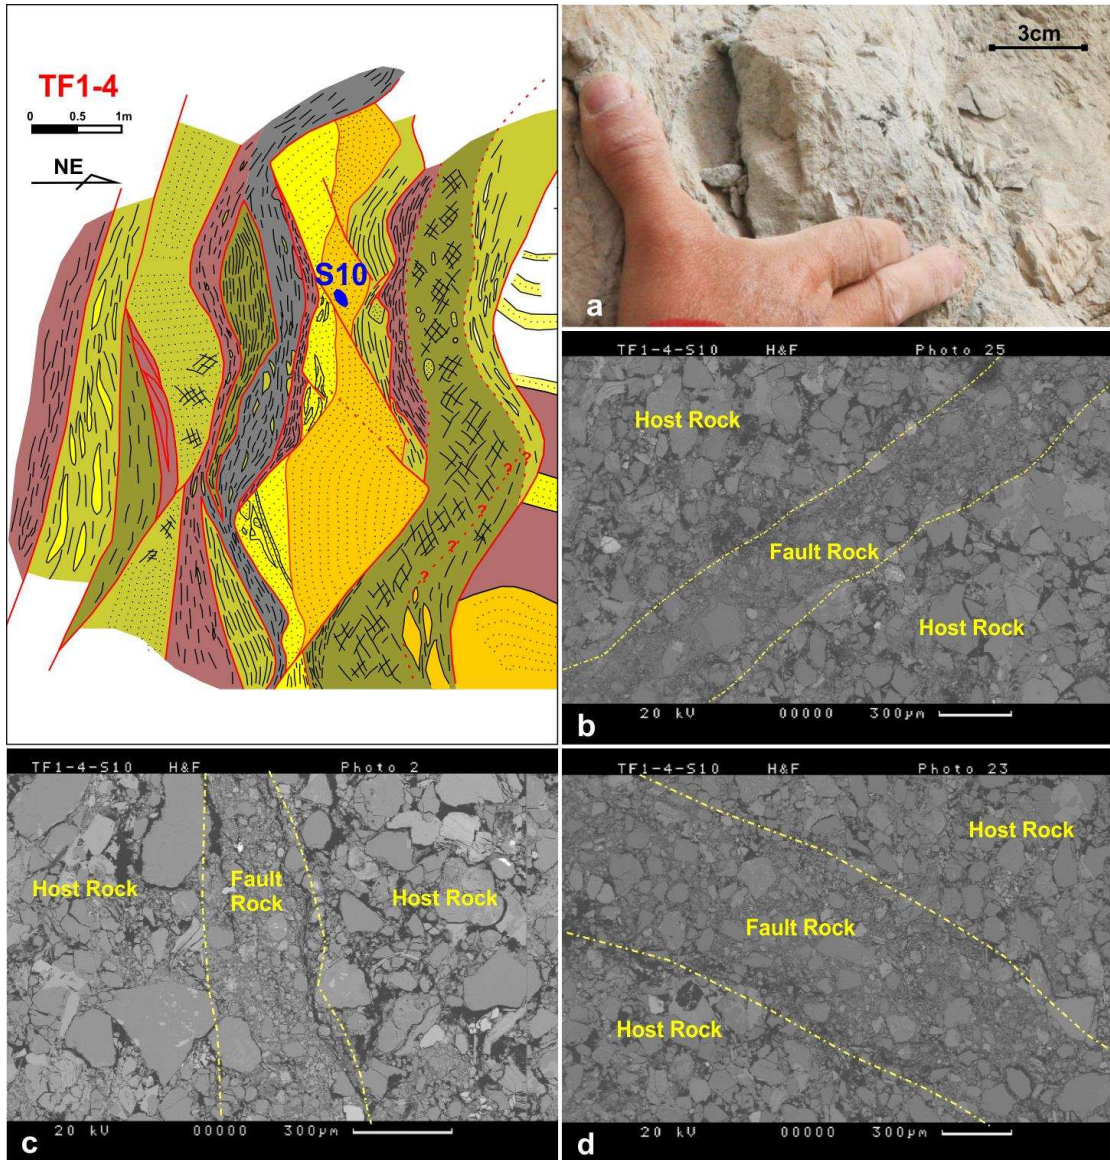 TF1-4
0 0.5 1m
NE
S10
?
?
?
?
?
?
3cm
a
TF1-4-S10 H&F Photo 25
Host Rock
Fault Rock
Host Rock
b 20 kV 00000 300µm
TF1-4-S10 H&F Photo 2
Host Rock
Fault
Rock
Host Rock
c 20 kV 00000 300µm
TF1-4-S10 H&F Photo 23
Host Rock
Fault Rock
Host Rock
20 kV 00000 300µm d